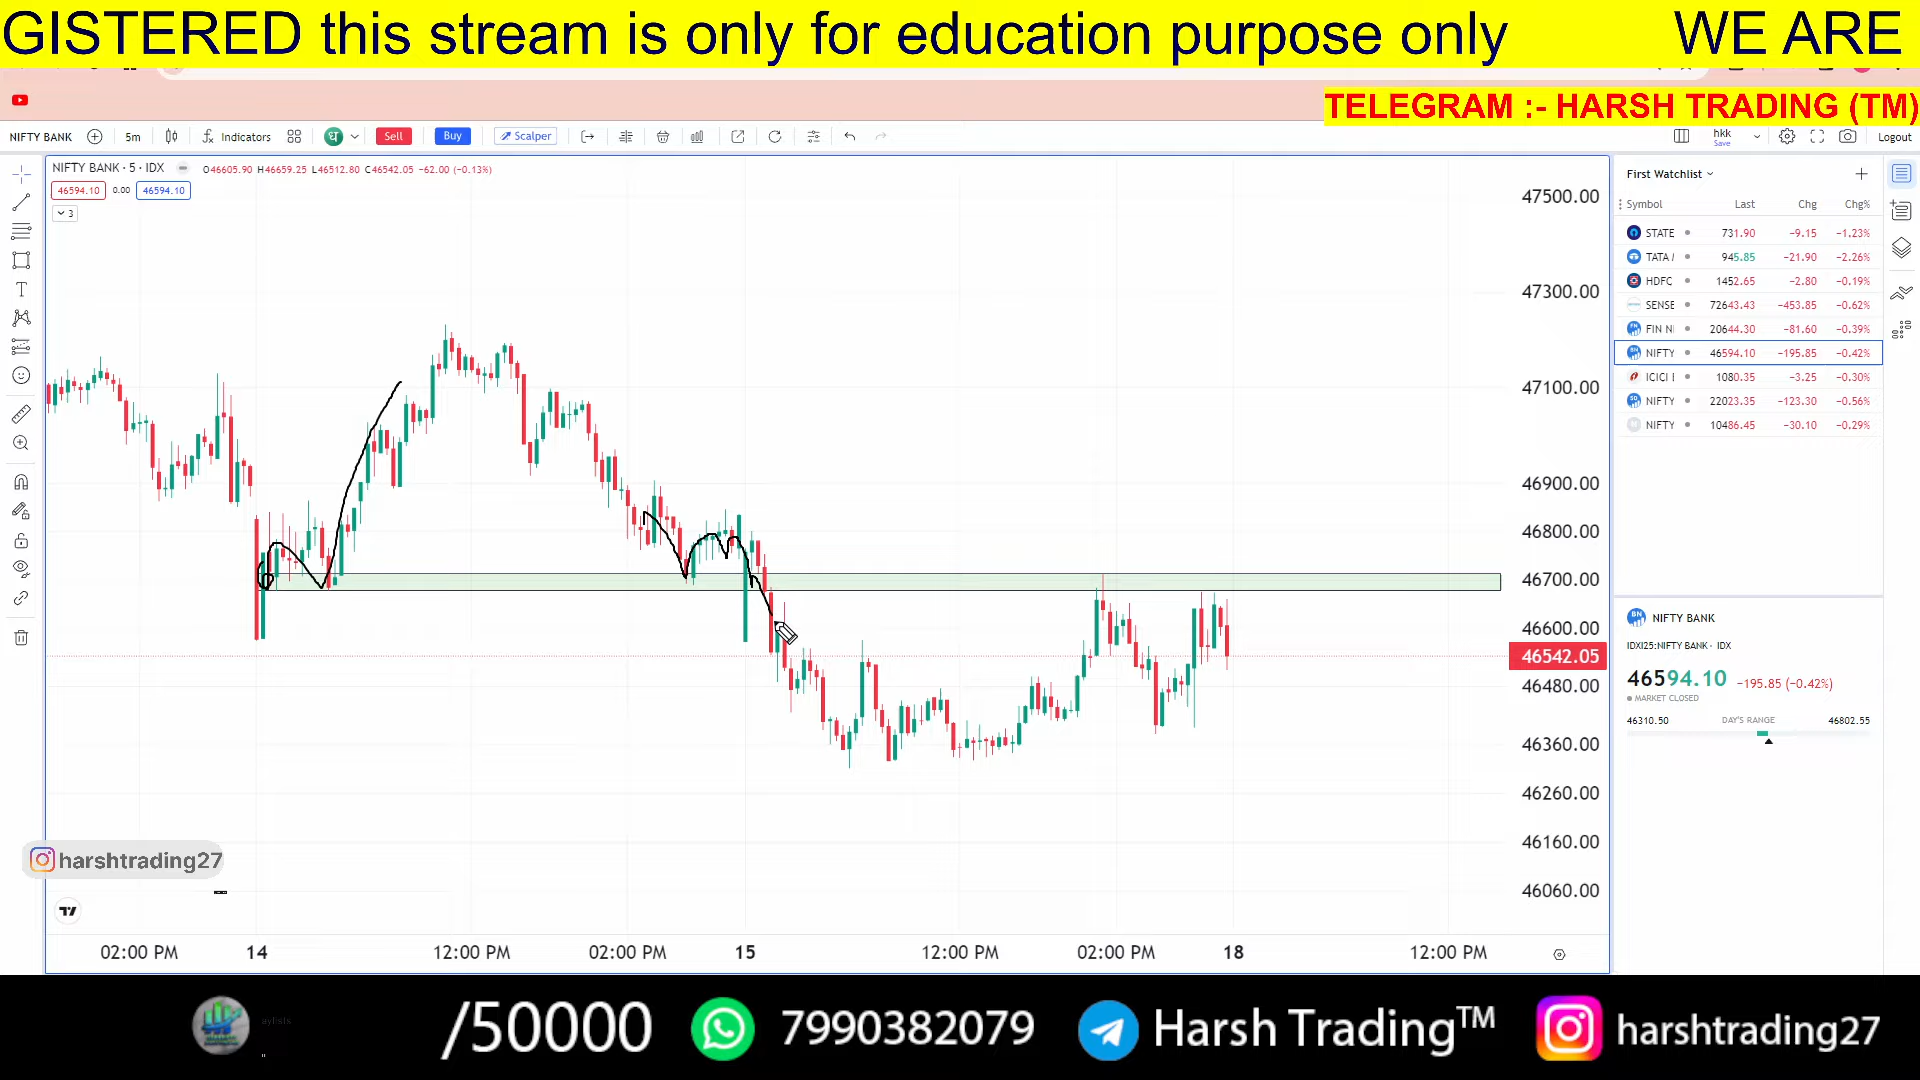 GISTERED this stream is only for education purpose only WE ARE
TELEGRAM :- HARSH TRADING (TM)
NIFTY BANK 5m Indicators Sell Buy Scalper hkk Save Logout
NIFTY BANK · 5 · IDX O46605.90 H46659.25 L46512.80 C46542.05 −62.00 (−0.13%)
46594.10 0.00 46594.10
3
47500.00
47300.00
47100.00
46900.00
46800.00
46700.00
46600.00
46542.05
46480.00
46360.00
46260.00
46160.00
46060.00
02:00 PM 14 12:00 PM 02:00 PM 15 12:00 PM 02:00 PM 18 12:00 PM
First Watchlist
Symbol Last Chg Chg%
STATE 731.90 −9.15 −1.23%
TATA 945.85 −21.90 −2.26%
HDFC 1452.65 −2.80 −0.19%
SENSE 72643.43 −453.85 −0.62%
FIN NI 20644.30 −81.60 −0.39%
NIFTY 46594.10 −195.85 −0.42%
ICICI 1080.35 −3.25 −0.30%
NIFTY 22023.35 −123.30 −0.56%
NIFTY 10486.45 −30.10 −0.29%
NIFTY BANK
IDXI25:NIFTY BANK · IDX
46594.10 −195.85 (−0.42%)
MARKET CLOSED
46310.50 DAY'S RANGE 46802.55
harshtrading27
/50000 7990382079 Harsh Trading™ harshtrading27